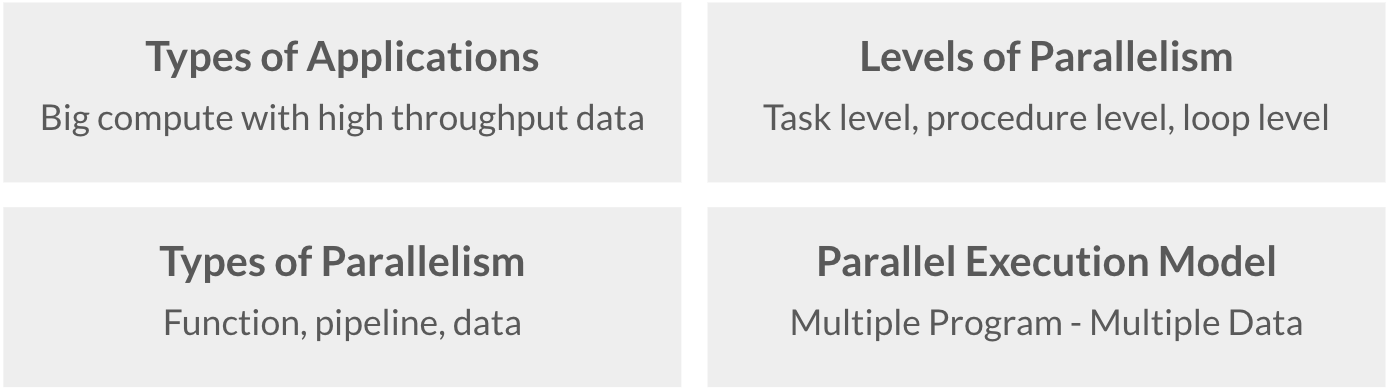 Types of Applications
Big compute with high throughput data
Levels of Parallelism
Task level, procedure level, loop level
Types of Parallelism
Function, pipeline, data
Parallel Execution Model
Multiple Program - Multiple Data